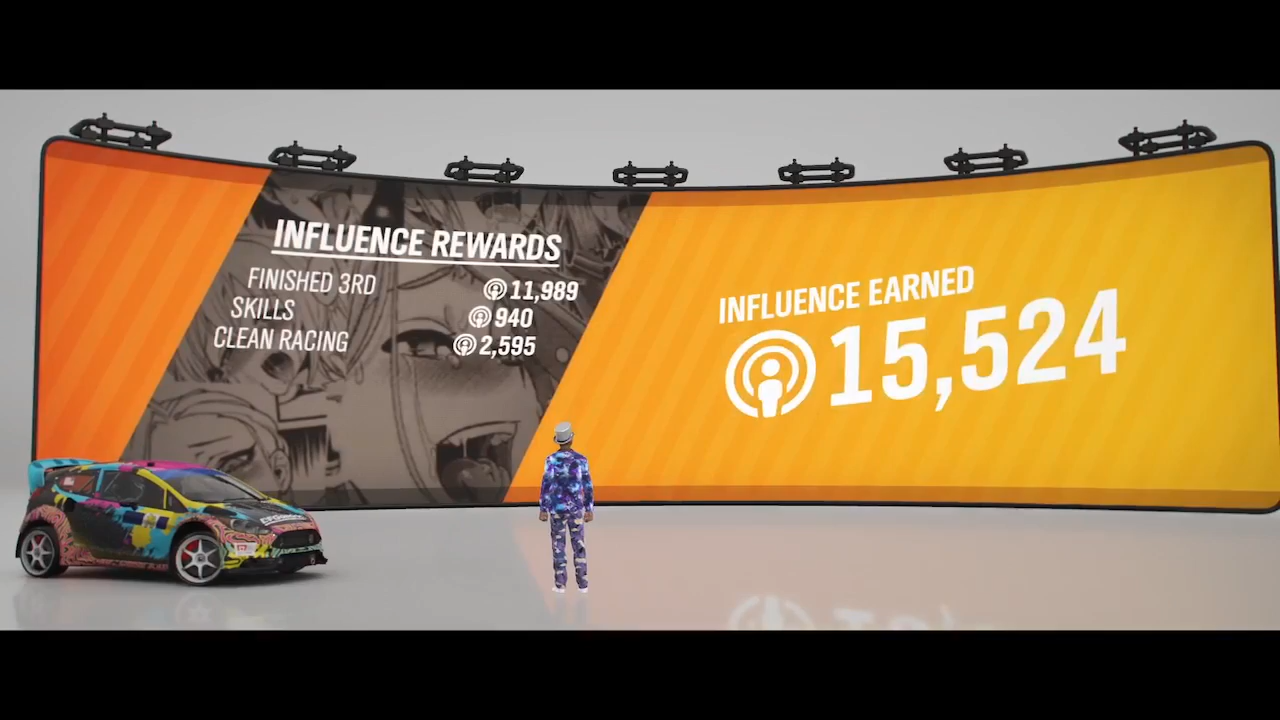 INFLUENCE REWARDS
FINISHED 3RD 11,989
SKILLS 940
CLEAN RACING 2,595
INFLUENCE EARNED
15,524